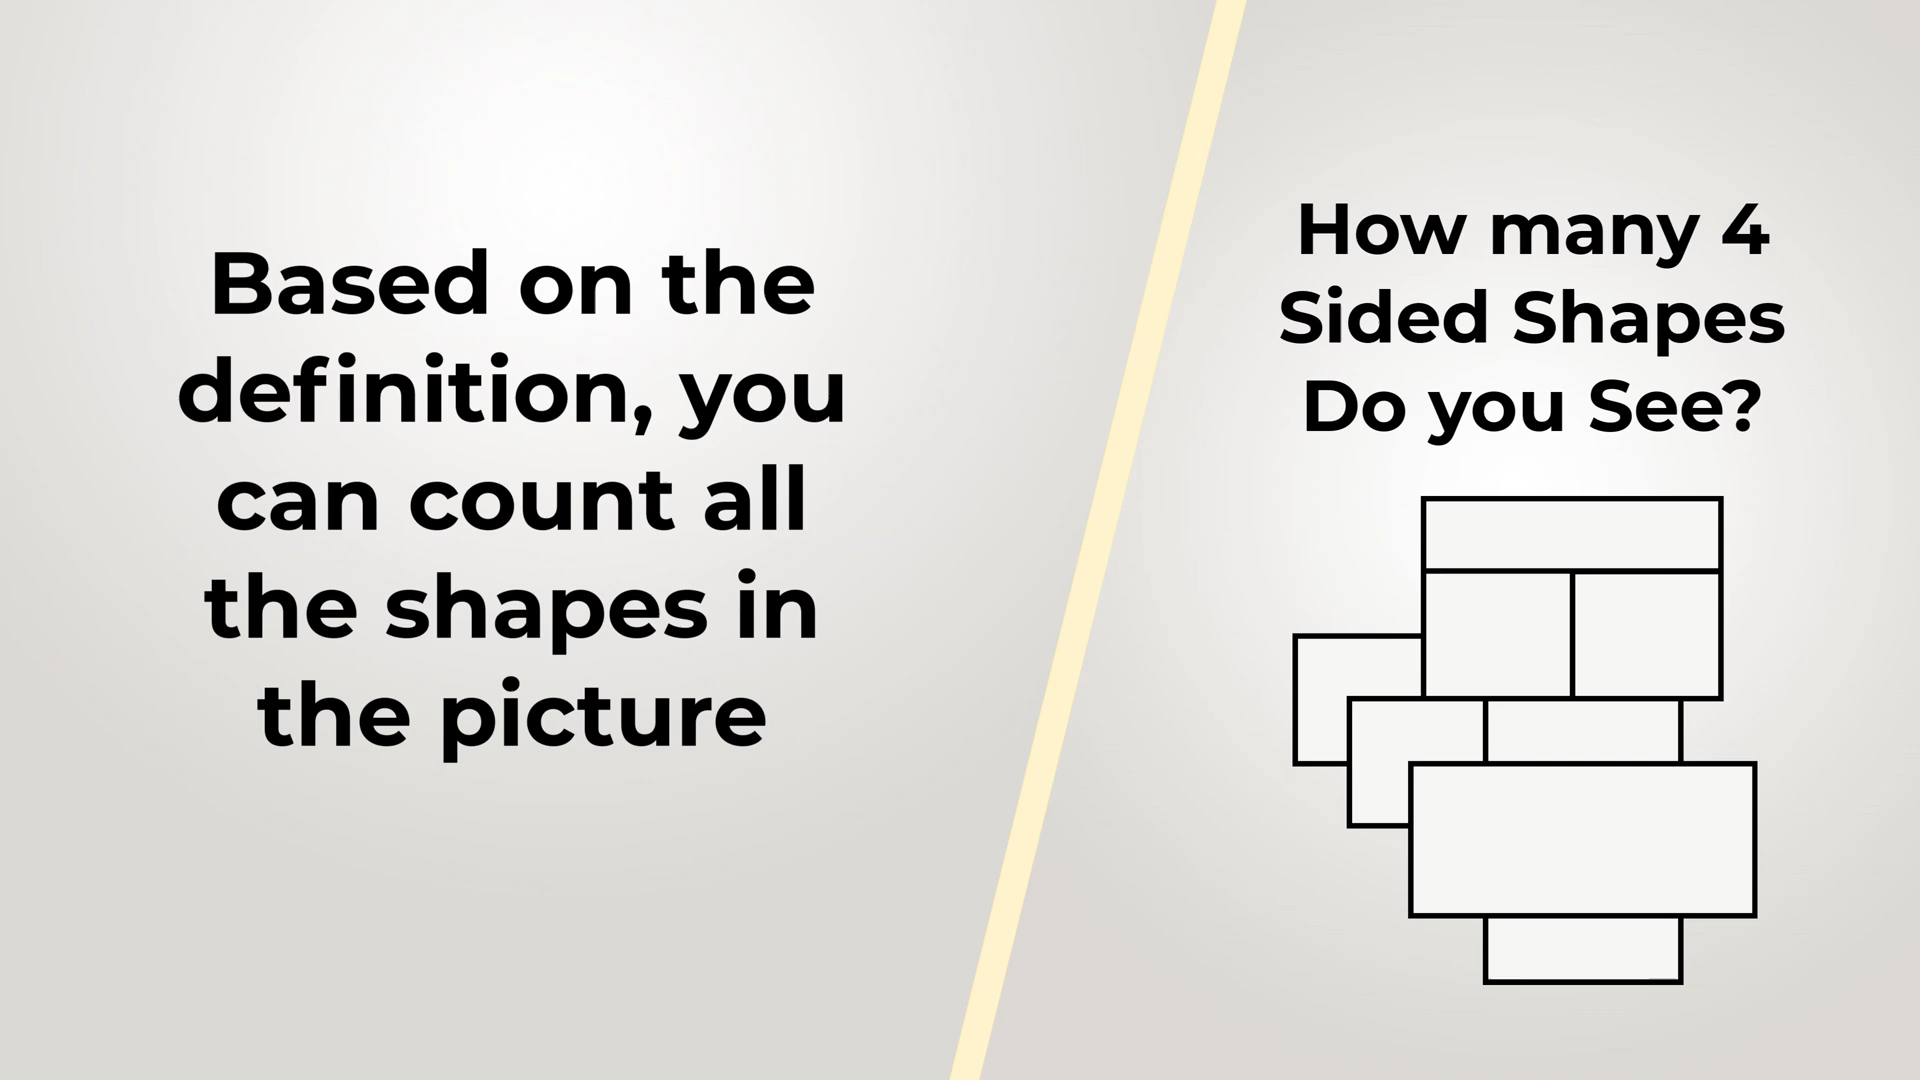 Based on the
definition, you
can count all
the shapes in
the picture
How many 4
Sided Shapes
Do you See?